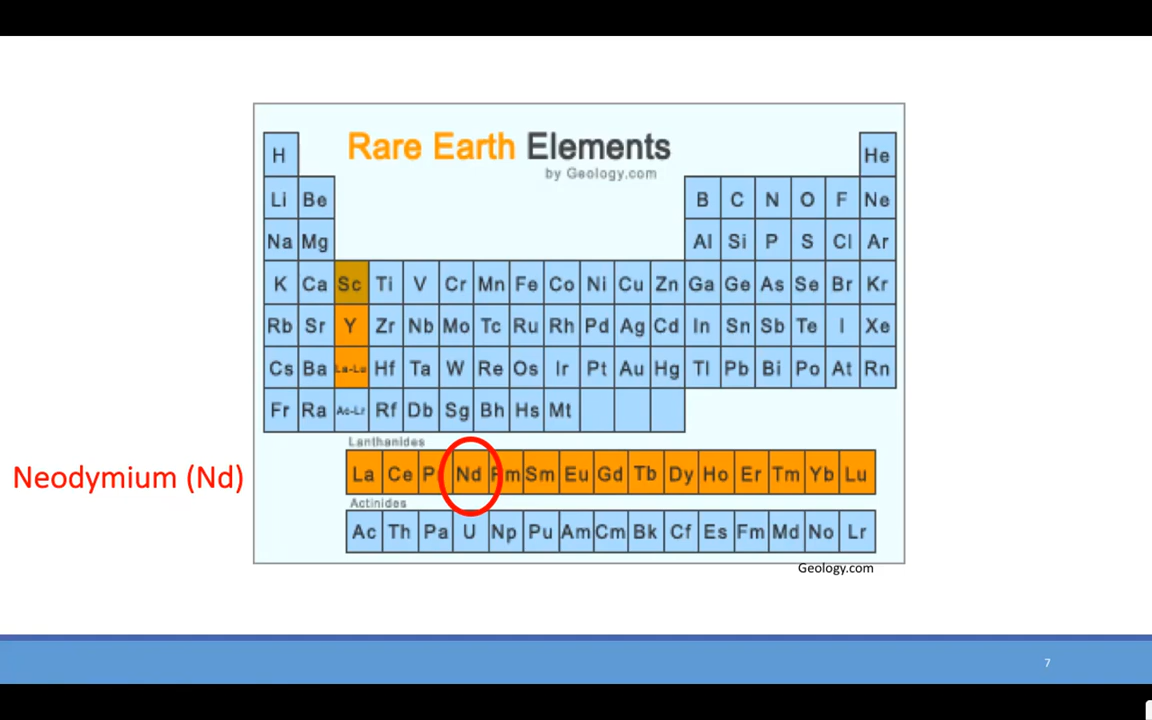 Rare Earth Elements
by Geology.com
H He
Li Be B C N O F Ne
Na Mg Al Si P S Cl Ar
K Ca Sc Ti V Cr Mn Fe Co Ni Cu Zn Ga Ge As Se Br Kr
Rb Sr Y Zr Nb Mo Tc Ru Rh Pd Ag Cd In Sn Sb Te I Xe
Cs Ba La-Lu Hf Ta W Re Os Ir Pt Au Hg Tl Pb Bi Po At Rn
Fr Ra Ac-Lr Rf Db Sg Bh Hs Mt
Lanthanides
La Ce Nd Sm Eu Gd Tb Dy Ho Er Tm Yb Lu
Neodymium (Nd)
Actinides
Ac Th Pa U Np Pu Am Cm Bk Cf Es Fm Md No Lr
Geology.com
7